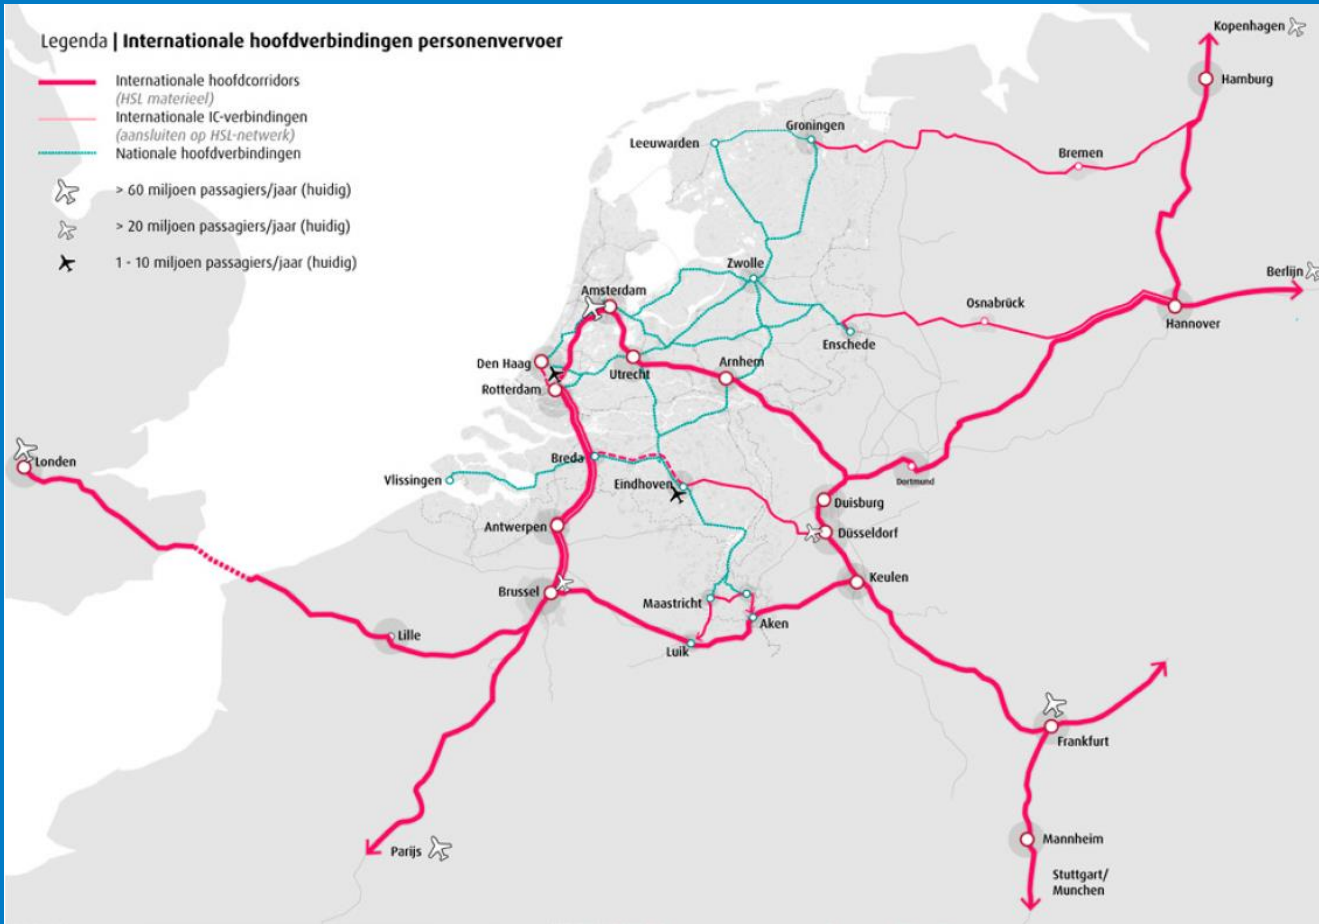 Legenda | Internationale hoofdverbindingen personenvervoer
Internationale hoofdcorridors
(HSL materieel)
Internationale IC-verbindingen
(aansluiten op HSL-netwerk)
Nationale hoofdverbindingen
> 60 miljoen passagiers/jaar (huidig)
> 20 miljoen passagiers/jaar (huidig)
1 - 10 miljoen passagiers/jaar (huidig)
Kopenhagen
Hamburg
Groningen
Leeuwarden
Bremen
Zwolle
Berlijn
Amsterdam
Osnabrück
Hannover
Enschede
Den Haag
Utrecht
Arnhem
Rotterdam
Londen
Breda
Vlissingen
Eindhoven
Dortmund
Duisburg
Antwerpen
Düsseldorf
Keulen
Brussel
Maastricht
Aken
Lille
Luik
Frankfurt
Mannheim
Parijs
Stuttgart/
Munchen